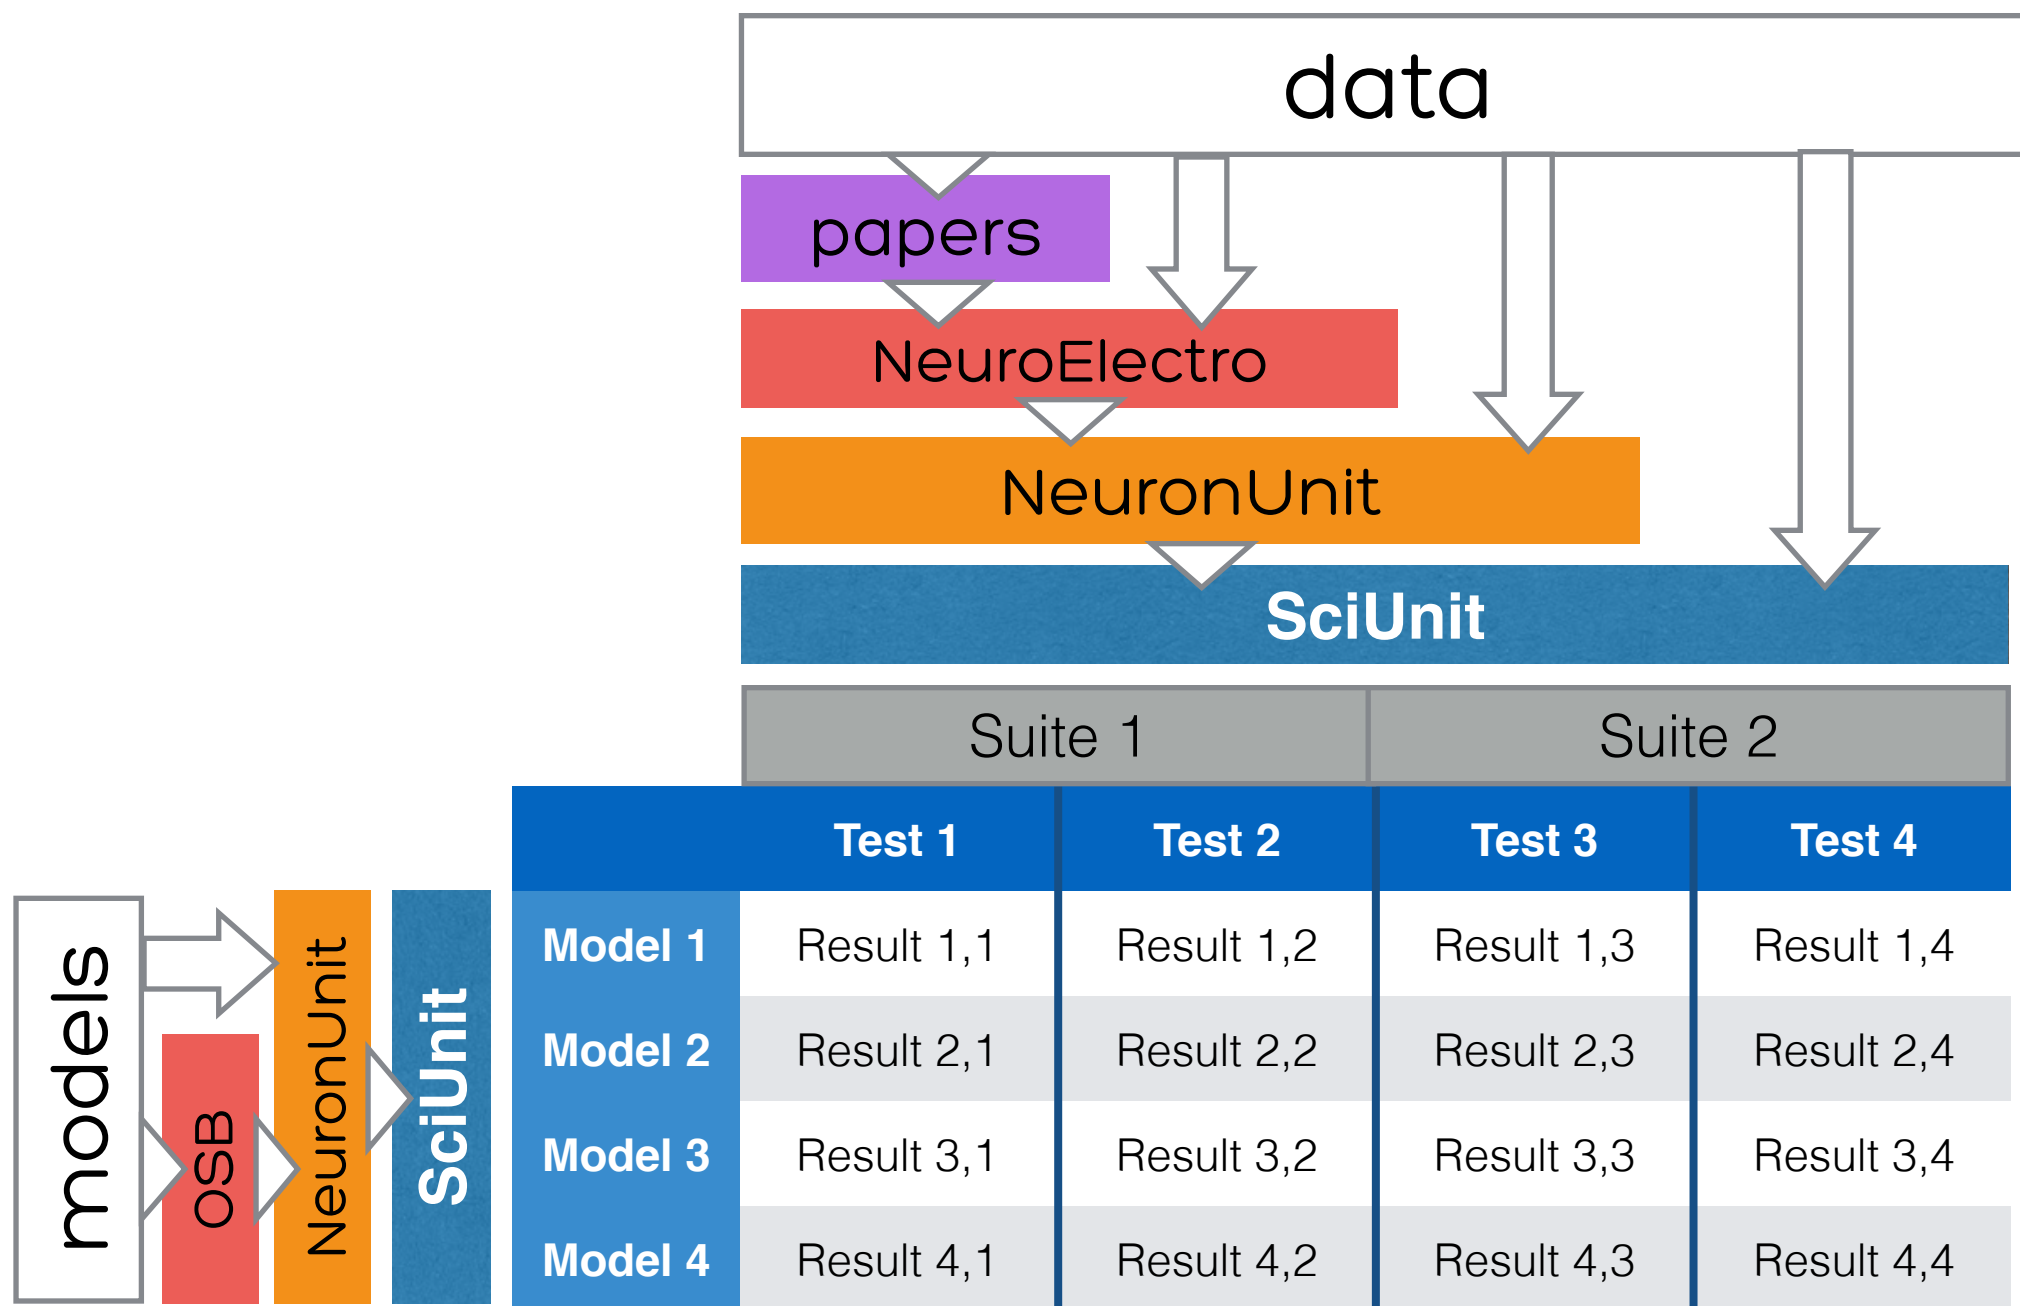 data
papers
NeuroElectro
NeuronUnit
SciUnit
Suite 1 Suite 2
Test 1 Test 2 Test 3 Test 4
models
OSB
NeuronUnit
SciUnit
Model 1 Result 1,1 Result 1,2 Result 1,3 Result 1,4
Model 2 Result 2,1 Result 2,2 Result 2,3 Result 2,4
Model 3 Result 3,1 Result 3,2 Result 3,3 Result 3,4
Model 4 Result 4,1 Result 4,2 Result 4,3 Result 4,4